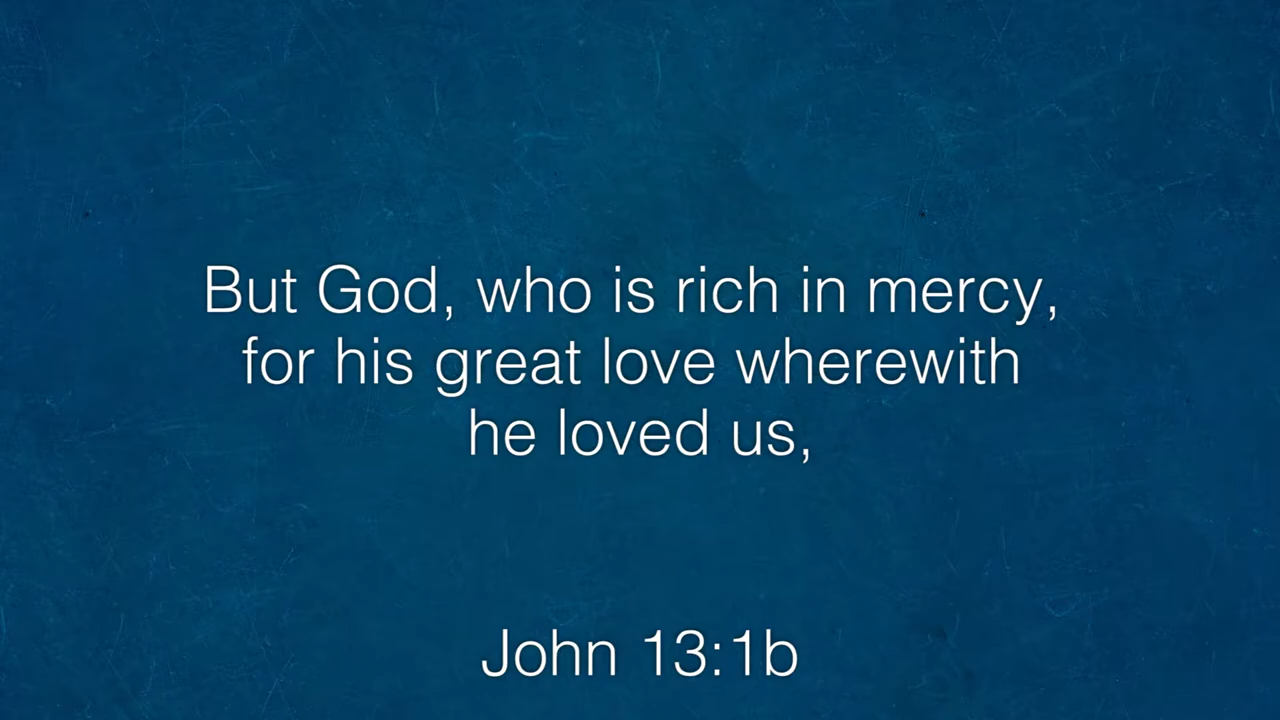 But God, who is rich in mercy,
for his great love wherewith
he loved us,
John 13:1b